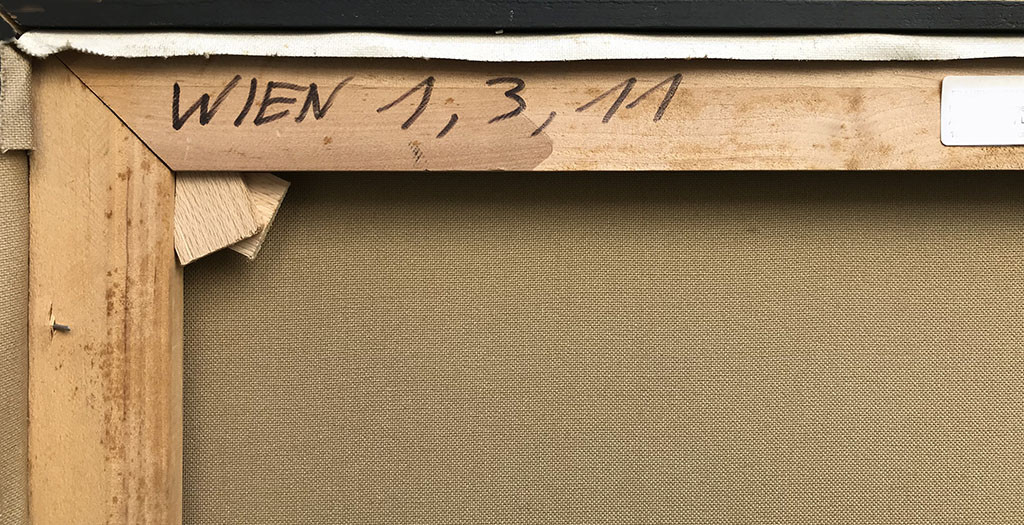 WIEN 1, 3, 11